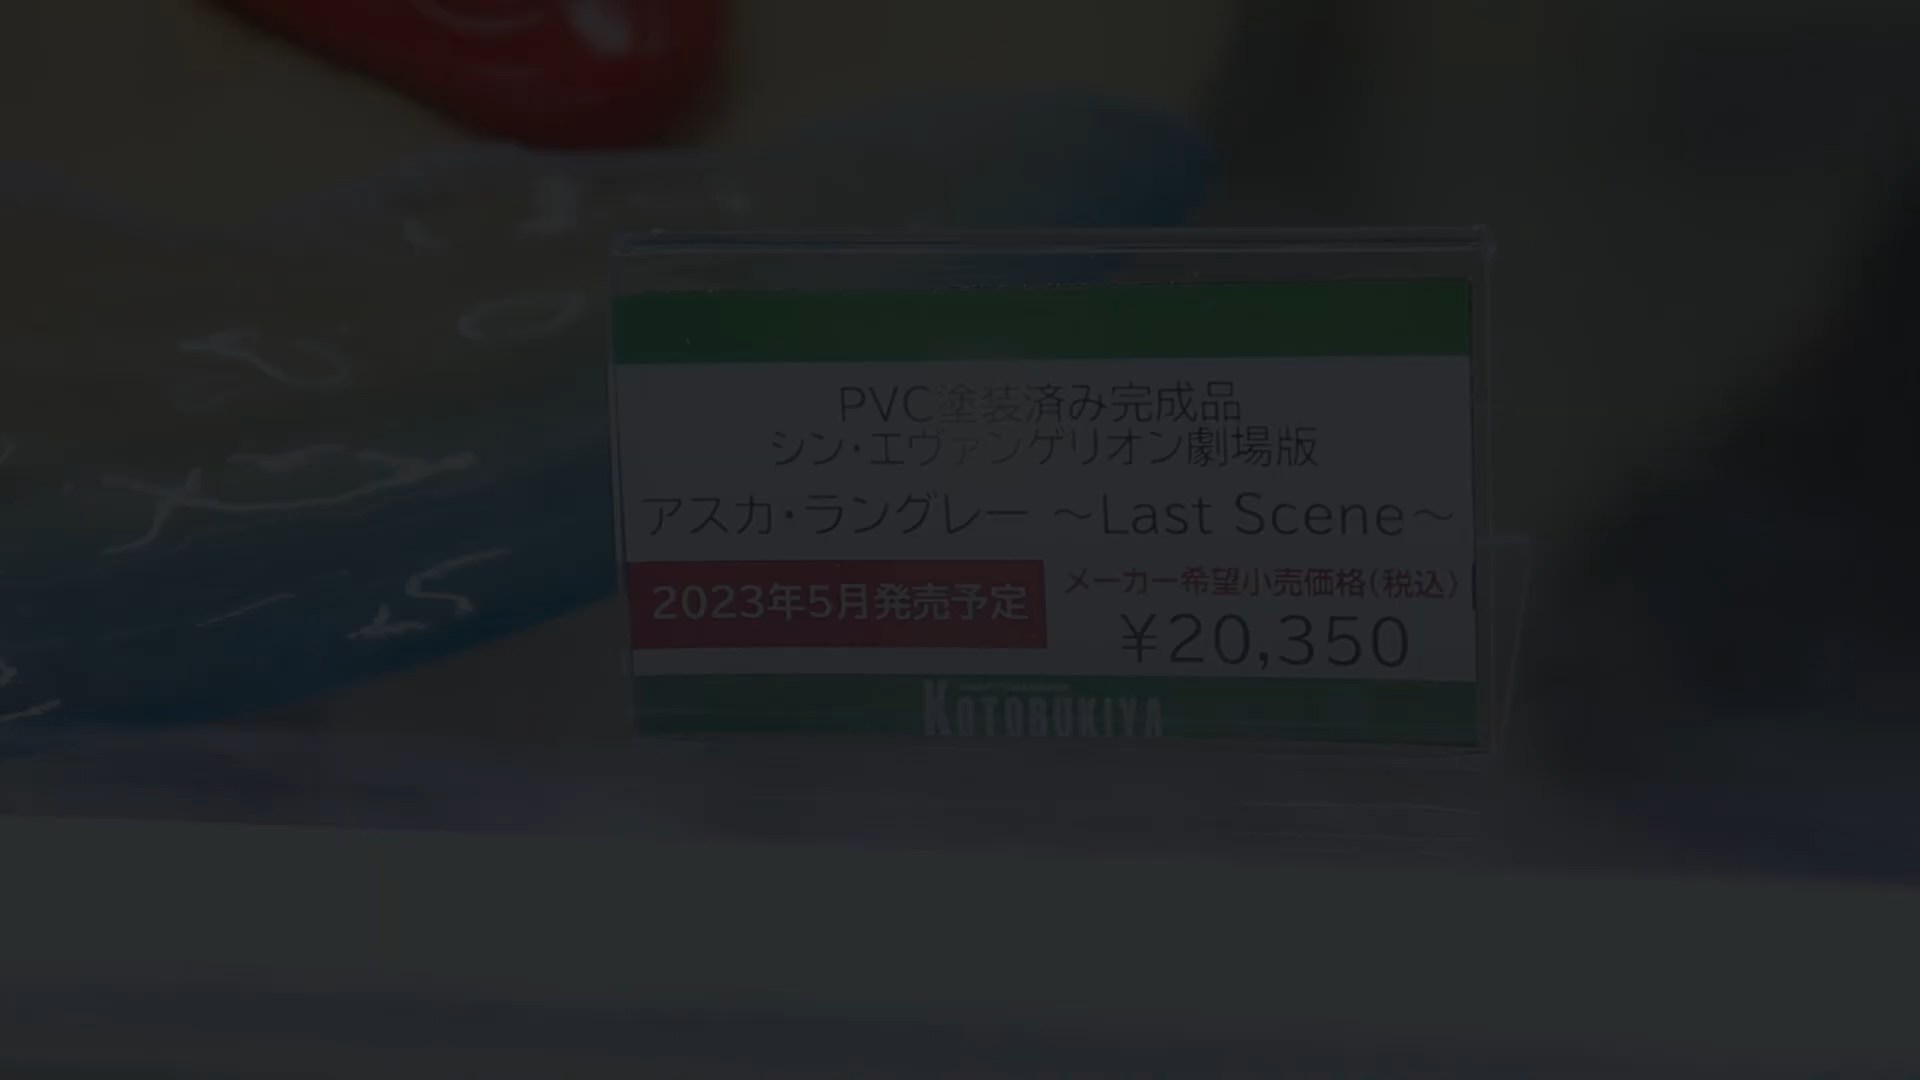 PVC塗装済み完成品
シン・エヴァンゲリオン劇場版
アスカ・ラングレー ～Last Scene～
2023年5月発売予定
メーカー希望小売価格(税込)
¥20,350
KOTOBUKIYA